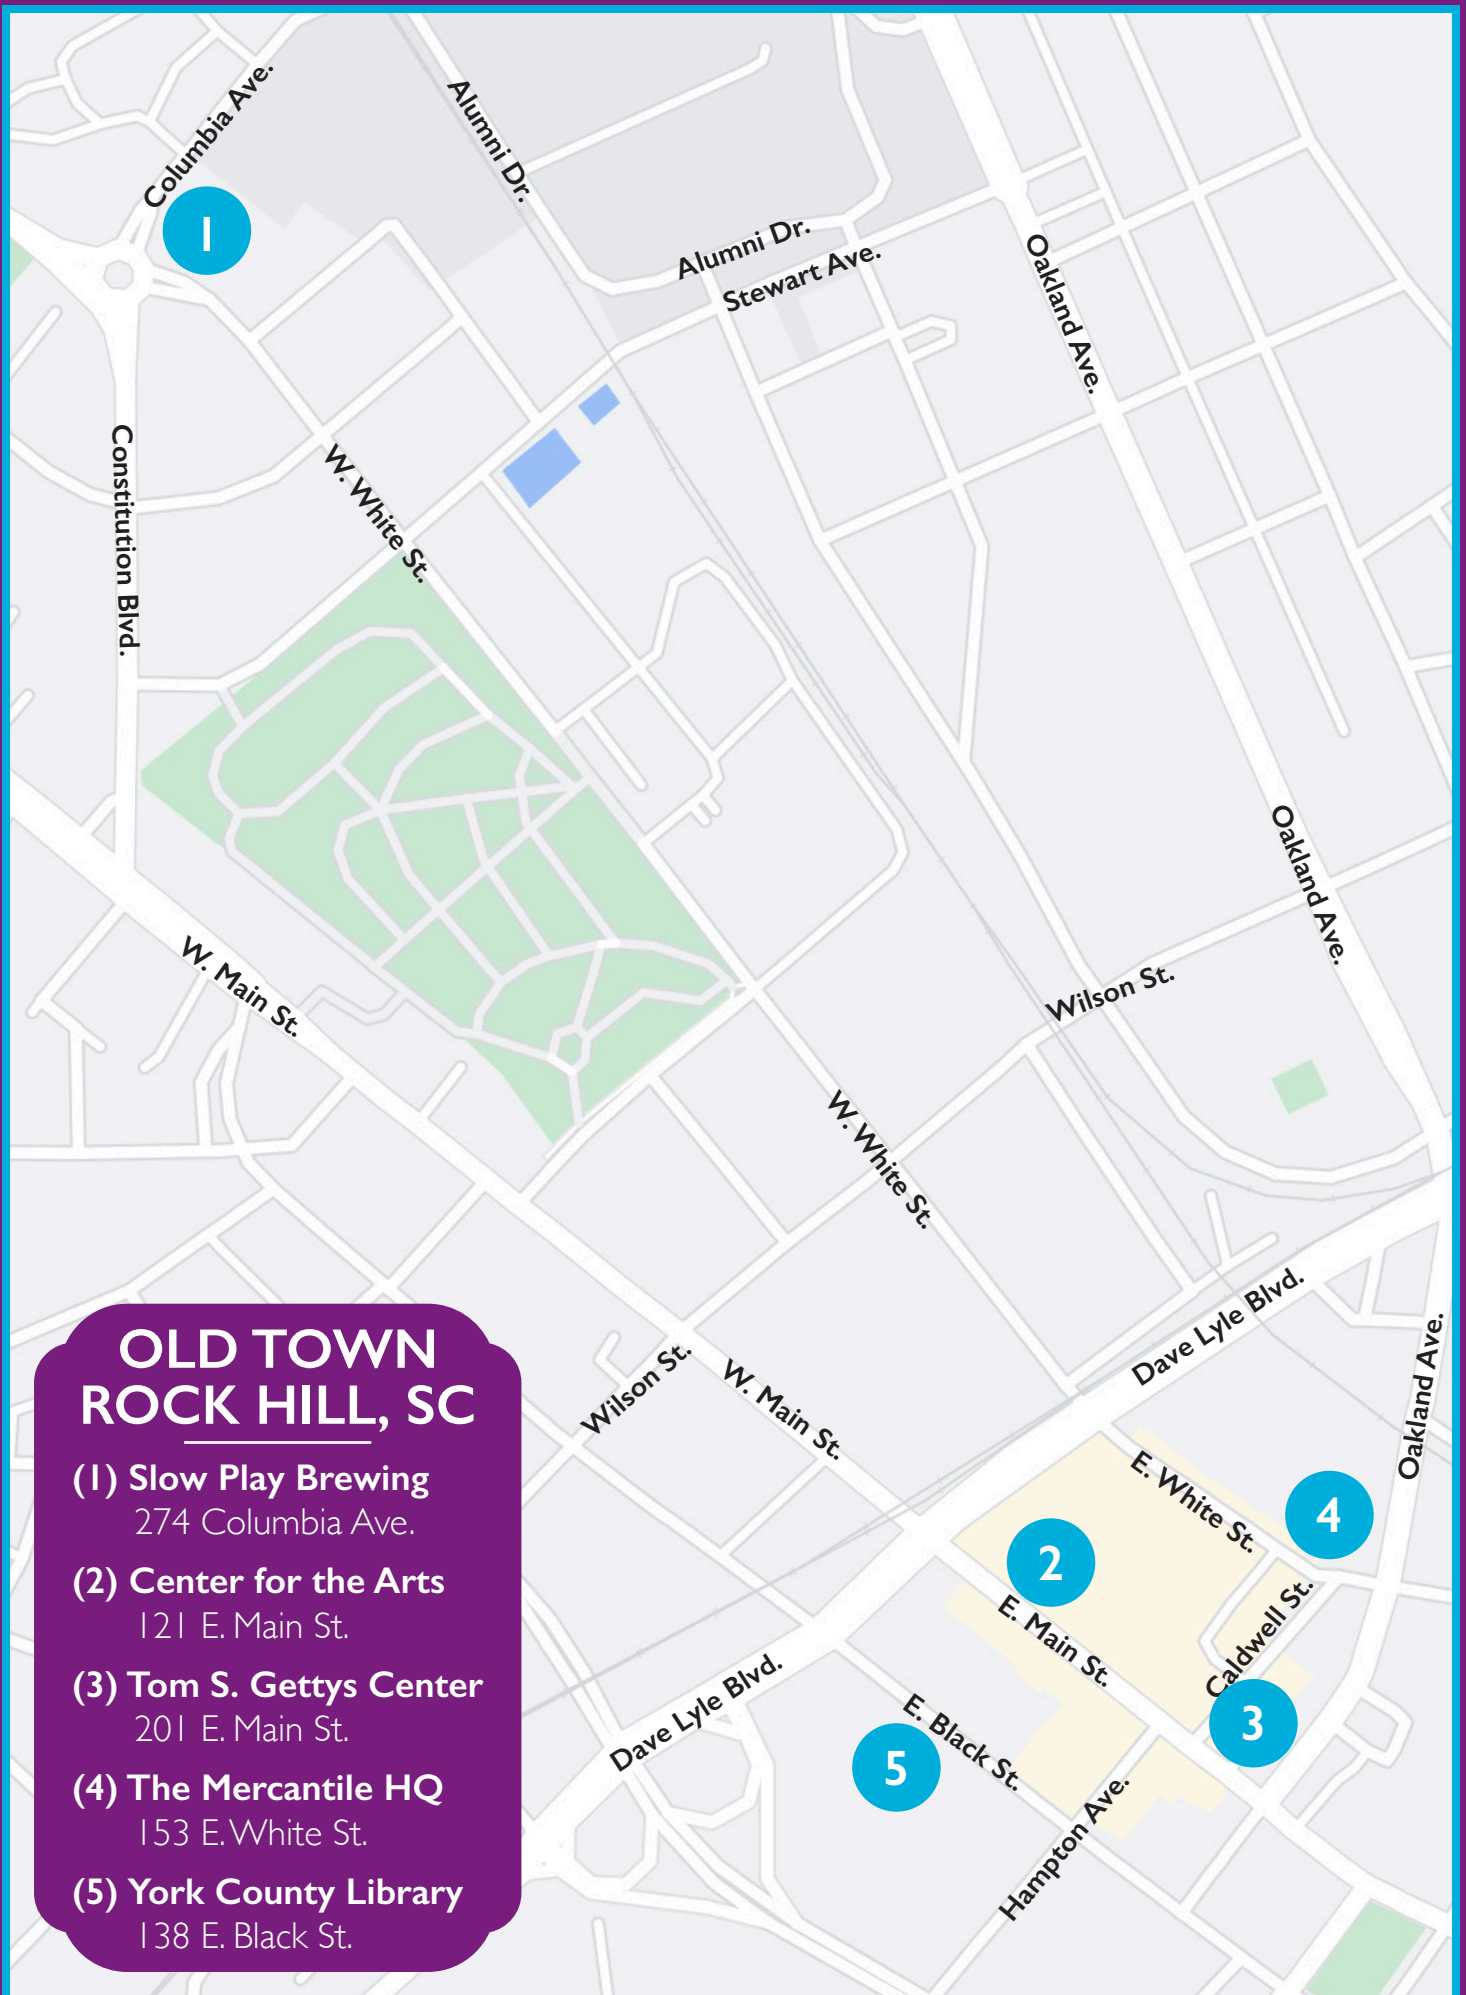 Columbia Ave.
Alumni Dr.
1
Alumni Dr.
Stewart Ave.
Oakland Ave.
Constitution Blvd.
W. White St.
Oakland Ave.
W. Main St.
Wilson St.
W. White St.
Dave Lyle Blvd.
Oakland Ave.
Wilson St.
W. Main St.
E. White St.
4
2
E. Main St.
Caldwell St.
3
Dave Lyle Blvd.
E. Black St.
5
Hampton Ave.
OLD TOWN
ROCK HILL, SC
(1) Slow Play Brewing
274 Columbia Ave.
(2) Center for the Arts
121 E. Main St.
(3) Tom S. Gettys Center
201 E. Main St.
(4) The Mercantile HQ
153 E. White St.
(5) York County Library
138 E. Black St.